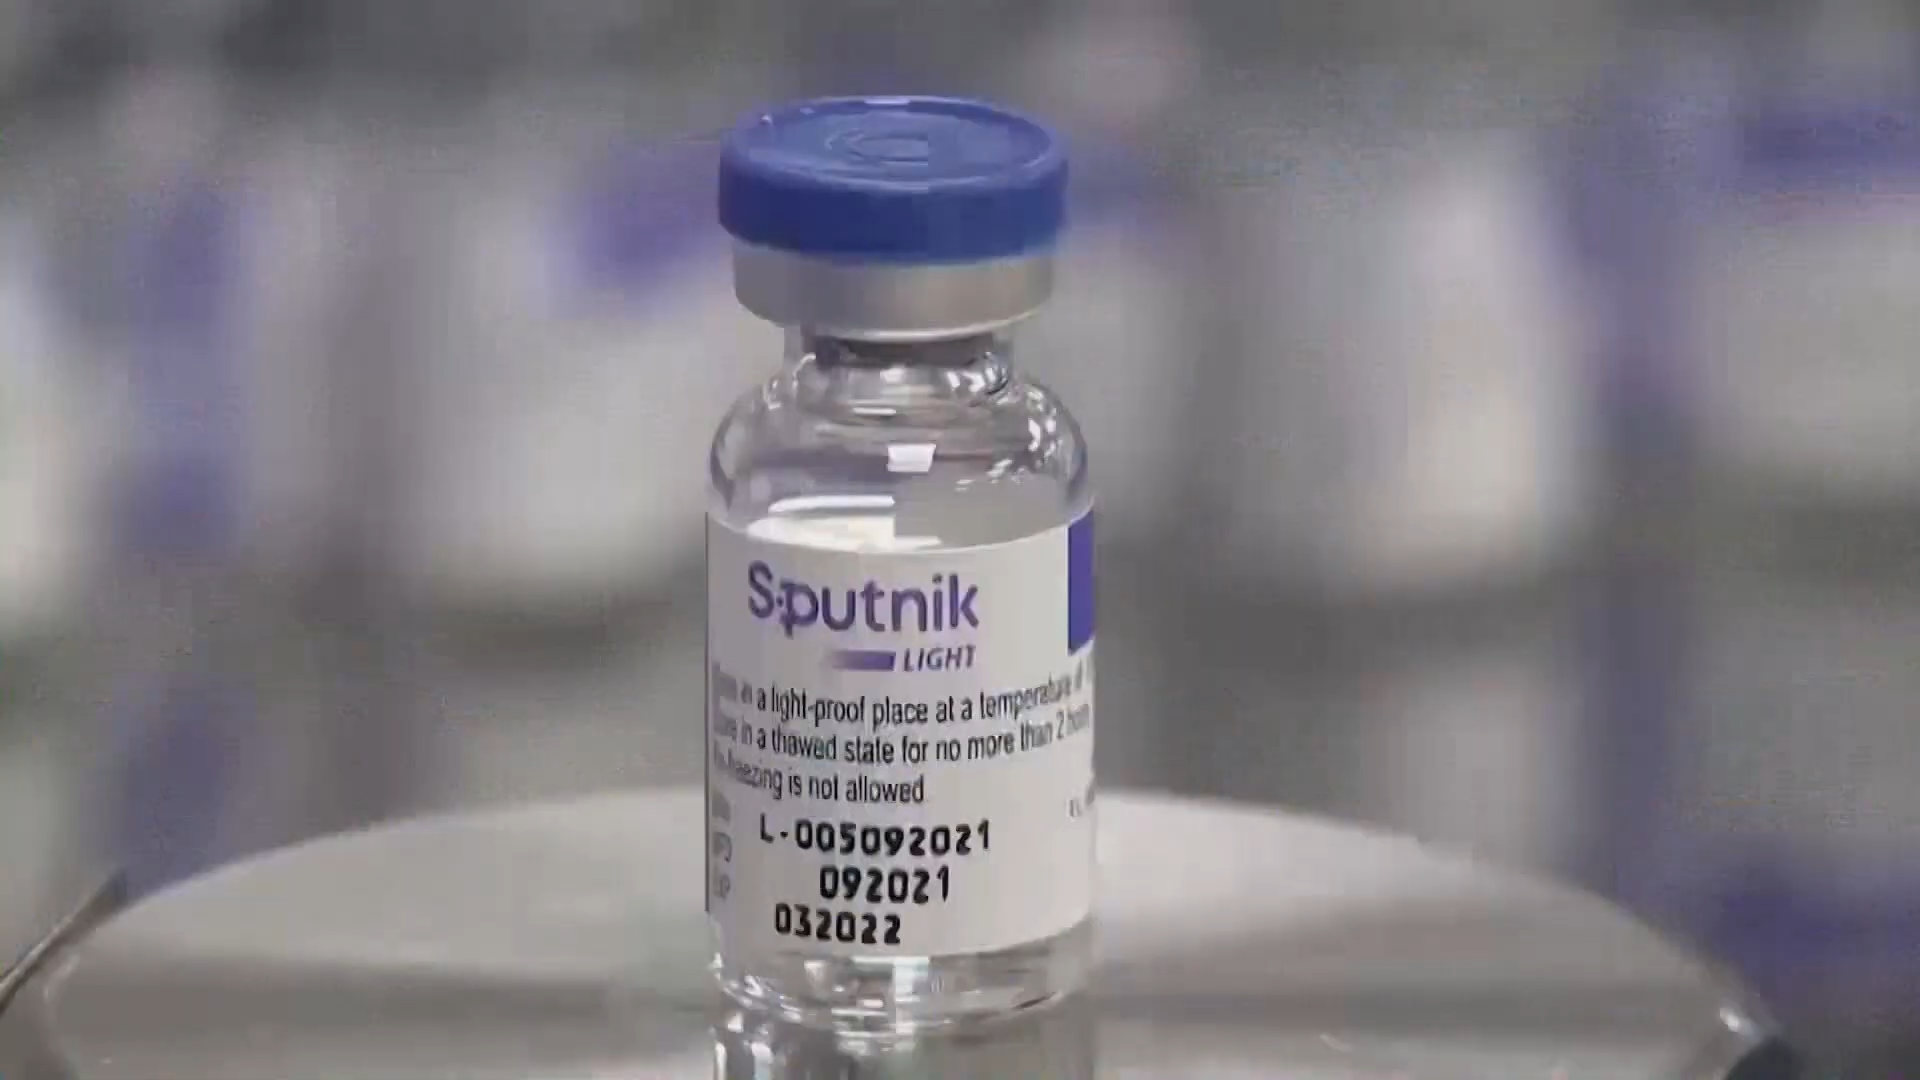 Sputnik
LIGHT
in a light-proof place at a temperature
in a thawed state for no more than 2
is not allowed
L-005092021
092021
032022